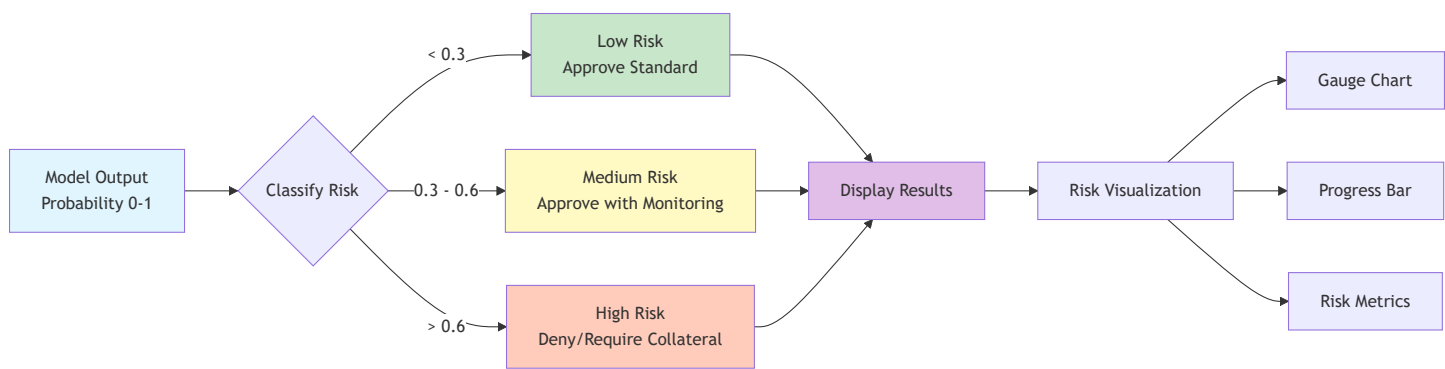 Model Output
Probability 0-1
Classify Risk
< 0.3
0.3 - 0.6
> 0.6
Low Risk
Approve Standard
Medium Risk
Approve with Monitoring
High Risk
Deny/Require Collateral
Display Results
Risk Visualization
Gauge Chart
Progress Bar
Risk Metrics